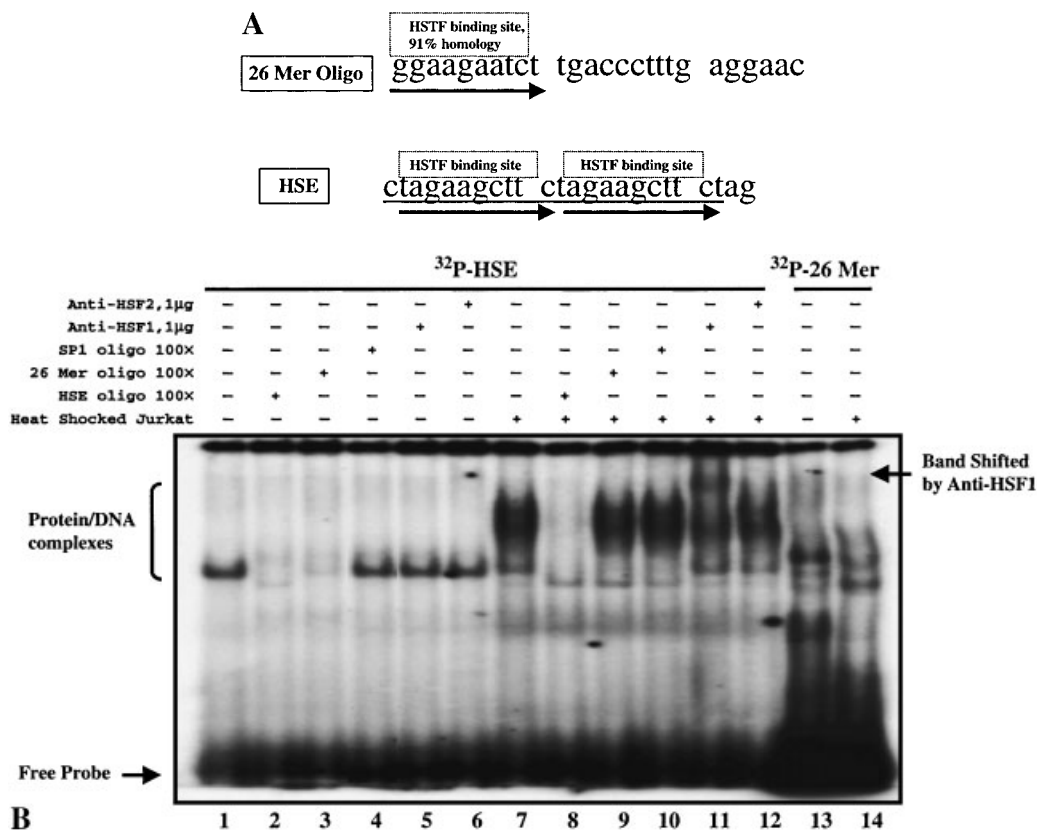 A
HSTF binding site,
91% homology
26 Mer Oligo
ggaagaatct tgaccctttg aggaac
HSTF binding site HSTF binding site
HSE
ctagaagctt ctagaagctt ctag
32P-HSE 32P-26 Mer
Anti-HSF2,1µg - - - - - + - - - - - + - -
Anti-HSF1,1µg - - - - + - - - - - + - - -
SP1 oligo 100× - - - + - - - - - + - - - -
26 Mer oligo 100× - - + - - - - - + - - - - -
HSE oligo 100× - + - - - - - + - - - - - -
Heat Shocked Jurkat - - - - - - + + + + + + - +
Band Shifted
by Anti-HSF1
Protein/DNA
complexes
Free Probe
B
1 2 3 4 5 6 7 8 9 10 11 12 13 14